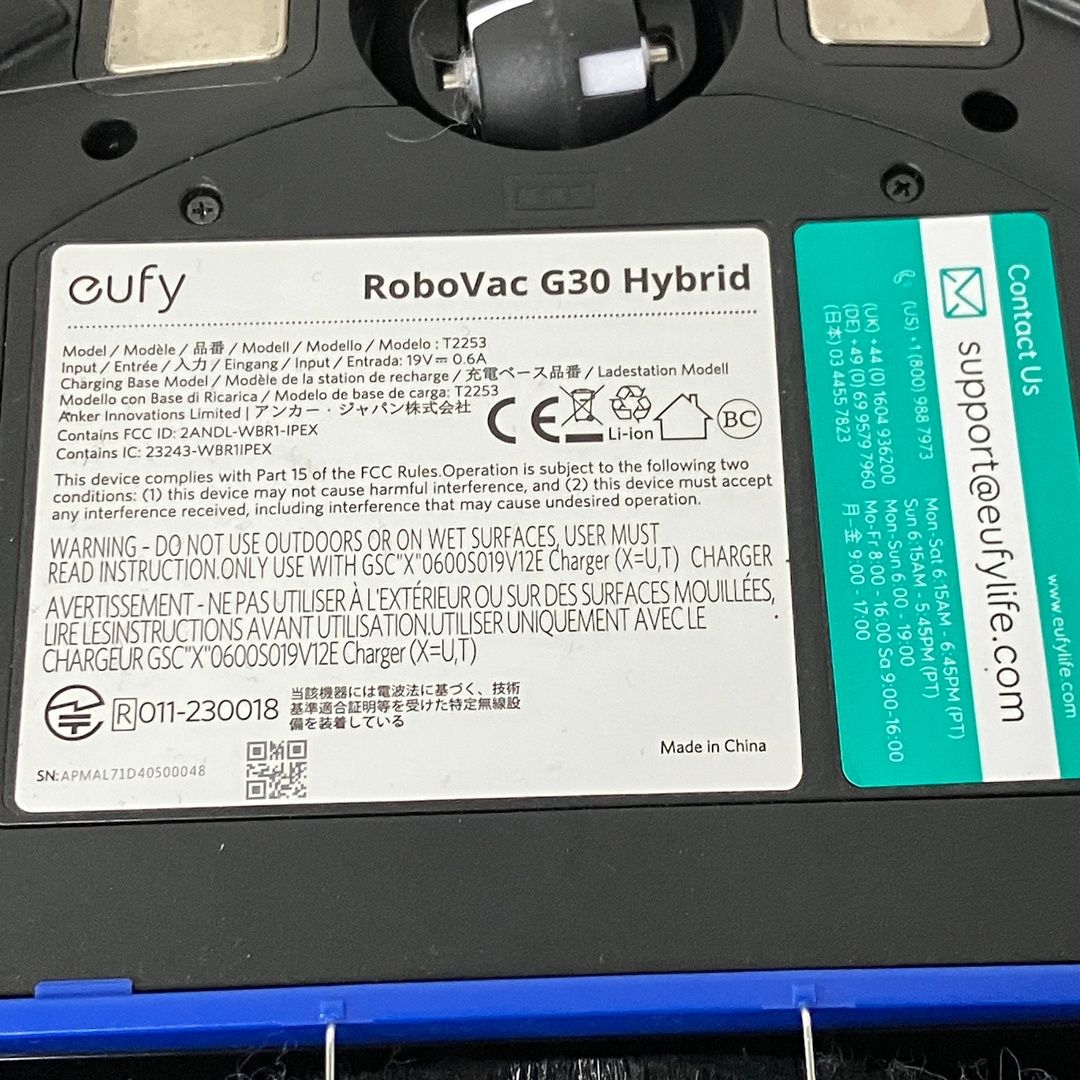 eufy
RoboVac G30 Hybrid
Model / Modèle / 品番 / Modell / Modello / Modelo : T2253
Input / Entrée / 入力 / Eingang / Input / Entrada: 19V⎓ 0.6A
Charging Base Model / Modèle de la station de recharge / 充電ベース品番 / Ladestation Modell
Modello con Base di Ricarica / Modelo de base de carga: T2253
Anker Innovations Limited | アンカー・ジャパン株式会社
Contains FCC ID: 2ANDL-WBR1-IPEX
Contains IC: 23243-WBR1IPEX
CE
Li-ion
BC
This device complies with Part 15 of the FCC Rules.Operation is subject to the following two
conditions: (1) this device may not cause harmful interference, and (2) this device must accept
any interference received, including interference that may cause undesired operation.
WARNING - DO NOT USE OUTDOORS OR ON WET SURFACES, USER MUST
READ INSTRUCTION.ONLY USE WITH GSC"X"0600S019V12E Charger (X=U,T) CHARGER
AVERTISSEMENT - NE PAS UTILISER À L'EXTÉRIEUR OU SUR DES SURFACES MOUILLÉES,
LIRE LESINSTRUCTIONS AVANT UTILISATION.UTILISER UNIQUEMENT AVEC LE
CHARGEUR GSC"X"0600S019V12E Charger (X=U,T)
R 011-230018
当該機器には電波法に基づく、技術
基準適合証明等を受けた特定無線設
備を装着している
SN:APMAL71D40500048
Made in China
Contact Us
support@eufylife.com
(US) +1 (800) 988 7973 Mon-Sat 6:15AM - 6:45PM (PT)
Sun 6:15AM - 5:45PM (PT)
(UK) +44 (0) 1604 936200 Mon-Sun 6:00 - 19:00
(DE) +49 (0) 69 9579 7960 Mo-Fr 8:00 - 16:00 Sa 9:00-16:00
(日本) 03 4455 7823 月-金 9:00 - 17:00
www.eufylife.com